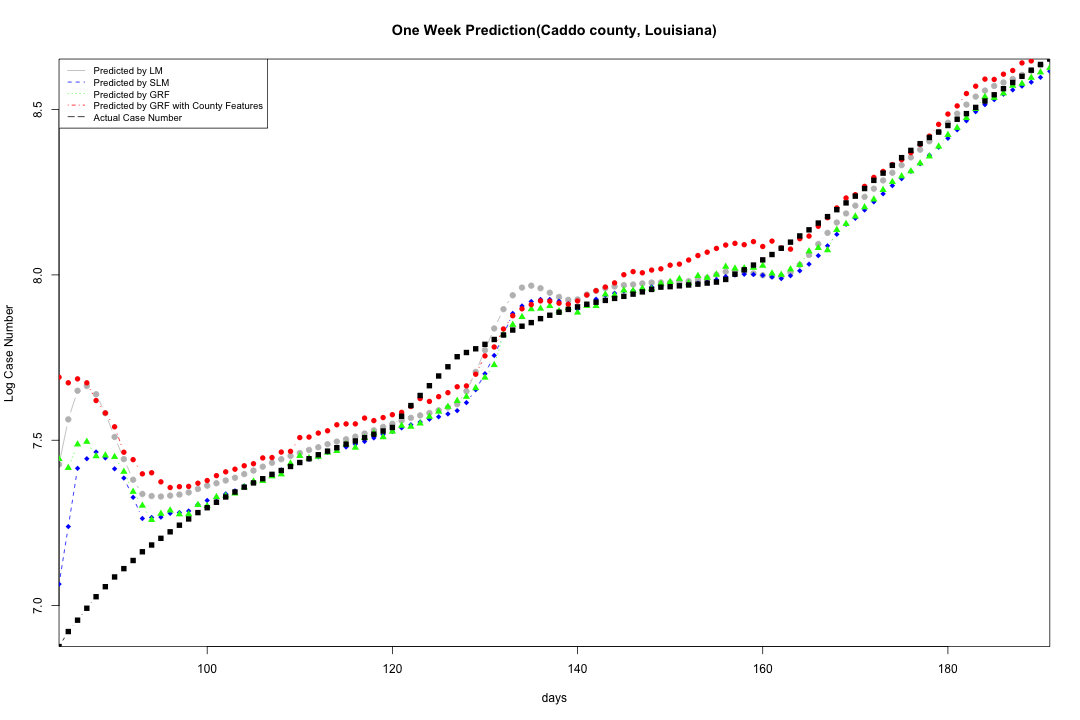 One Week Prediction(Caddo county, Louisiana)
Predicted by LM
Predicted by SLM
Predicted by GRF
Predicted by GRF with County Features
Actual Case Number
8.5
8.0
7.5
7.0
Log Case Number
100 120 140 160 180
days